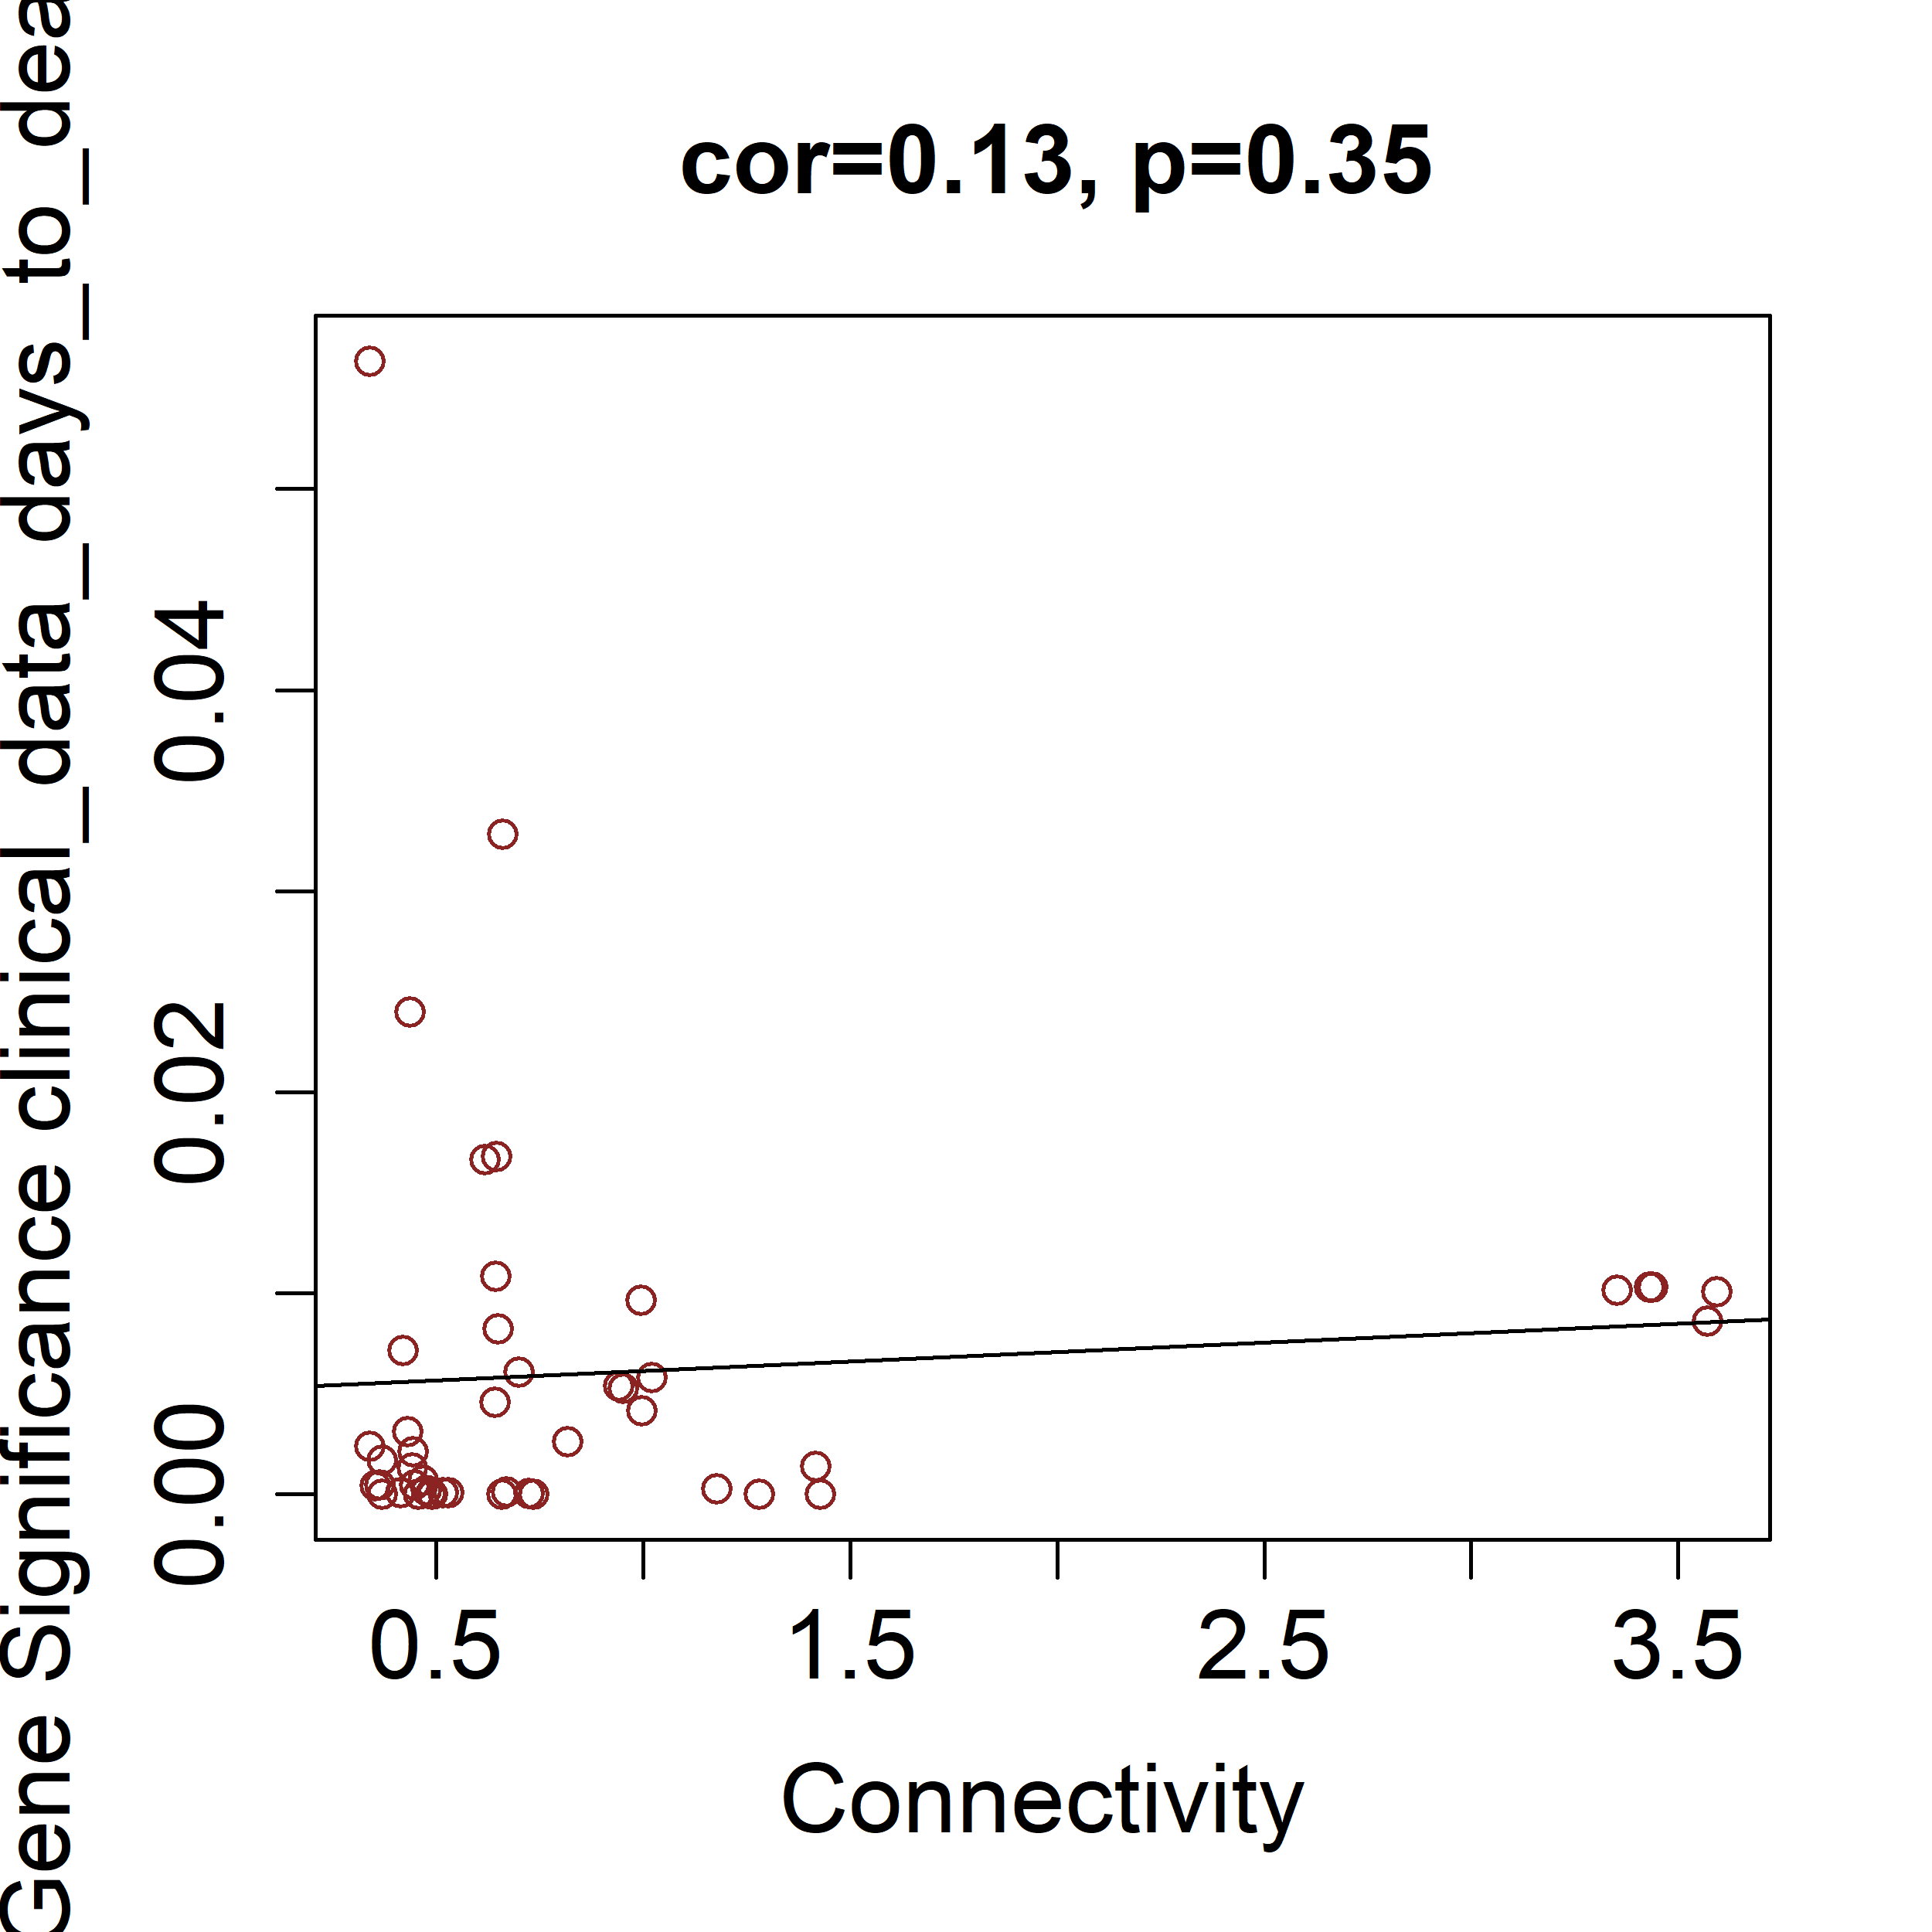 cor=0.13, p=0.35
Gene Significance clinical_data_days_to_dea
0.04
0.02
0.00
0.5 1.5 2.5 3.5
Connectivity